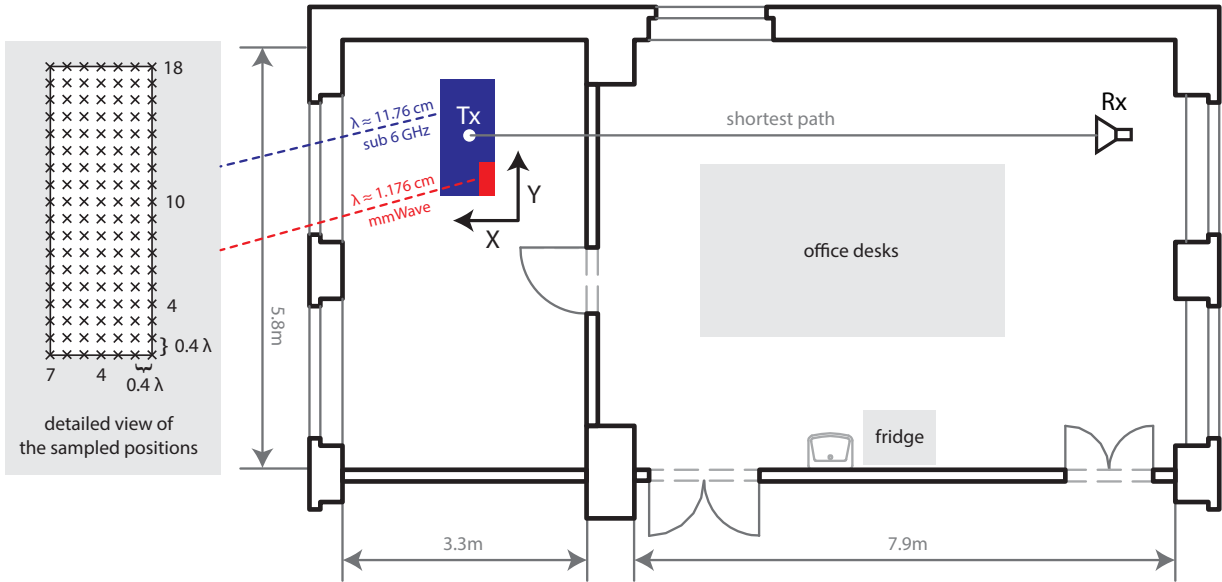 18
10
4
} 0.4 λ
7
4
0.4 λ
detailed view of
the sampled positions
λ ≈ 11.76 cm
sub 6 GHz
λ ≈ 1.176 cm
mmWave
Tx
Y
X
shortest path
Rx
office desks
5.8m
fridge
3.3m
7.9m